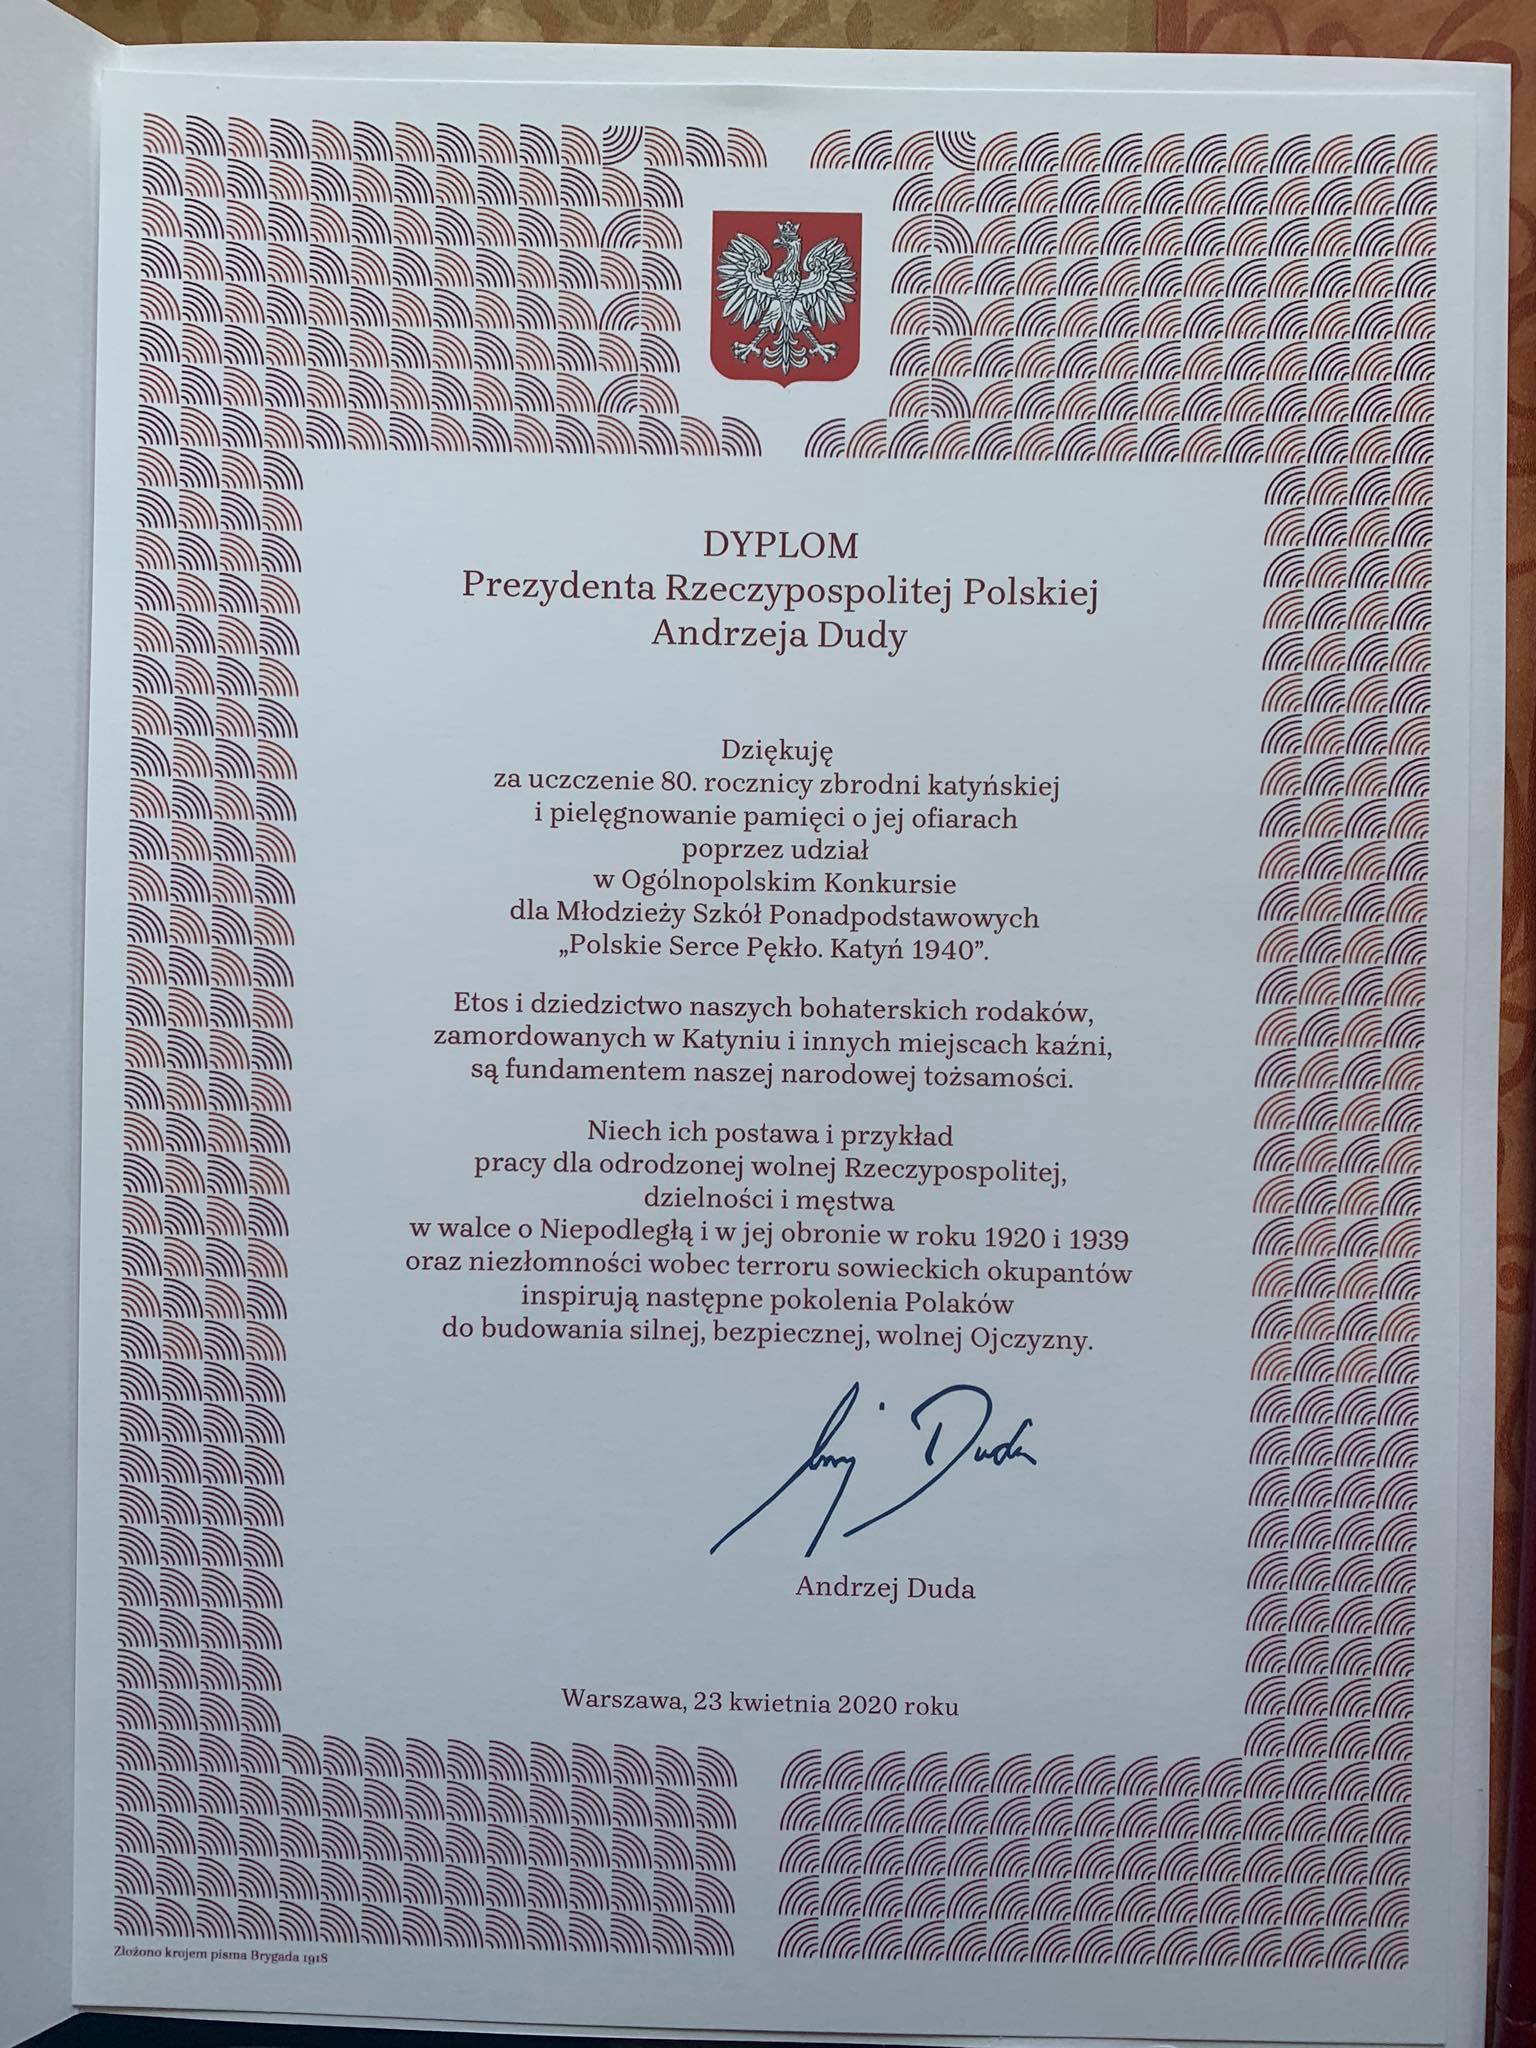 DYPLOM
Prezydenta Rzeczypospolitej Polskiej
Andrzeja Dudy
Dziękuję
za uczczenie 80. rocznicy zbrodni katyńskiej
i pielęgnowanie pamięci o jej ofiarach
poprzez udział
w Ogólnopolskim Konkursie
dla Młodzieży Szkół Ponadpodstawowych
„Polskie Serce Pękło. Katyń 1940”.
Etos i dziedzictwo naszych bohaterskich rodaków,
zamordowanych w Katyniu i innych miejscach kaźni,
są fundamentem naszej narodowej tożsamości.
Niech ich postawa i przykład
pracy dla odrodzonej wolnej Rzeczypospolitej,
dzielności i męstwa
w walce o Niepodległą i w jej obronie w roku 1920 i 1939
oraz niezłomności wobec terroru sowieckich okupantów
inspirują następne pokolenia Polaków
do budowania silnej, bezpiecznej, wolnej Ojczyzny.
Duda
Andrzej Duda
Warszawa, 23 kwietnia 2020 roku
Złożono krojem pisma Brygada 1918